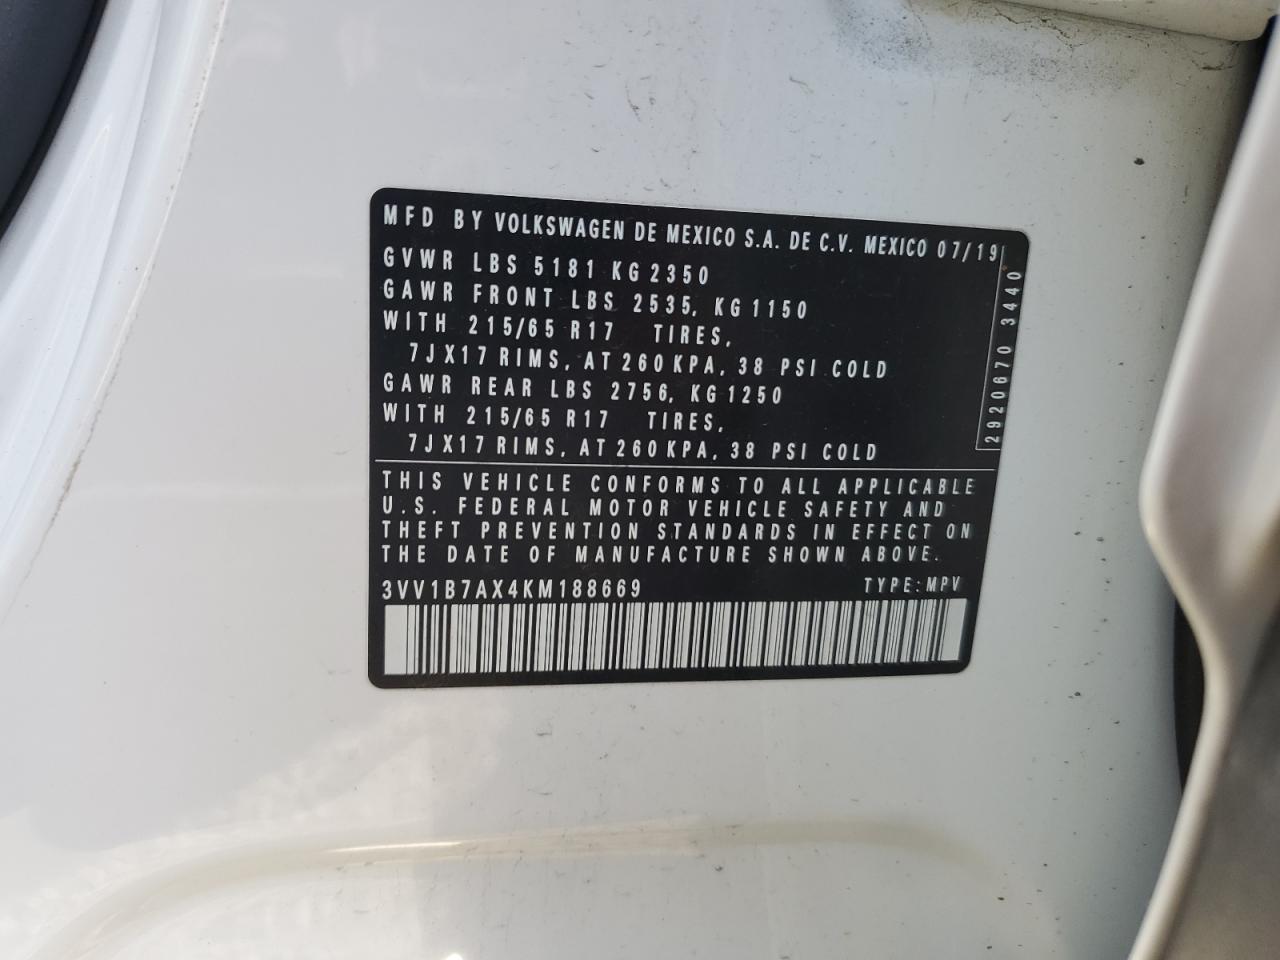 MFD BY VOLKSWAGEN DE MEXICO S.A. DE C.V. MEXICO 07/19
GVWR LBS 5181 KG 2350
GAWR FRONT LBS 2535, KG 1150
WITH 215/65 R17 TIRES,
7JX17 RIMS, AT 260 KPA, 38 PSI COLD
GAWR REAR LBS 2756, KG 1250
WITH 215/65 R17 TIRES,
7JX17 RIMS, AT 260 KPA, 38 PSI COLD
2920670 3440
THIS VEHICLE CONFORMS TO ALL APPLICABLE
U.S. FEDERAL MOTOR VEHICLE SAFETY AND
THEFT PREVENTION STANDARDS IN EFFECT ON
THE DATE OF MANUFACTURE SHOWN ABOVE.
3VV1B7AX4KM188669 TYPE: MPV